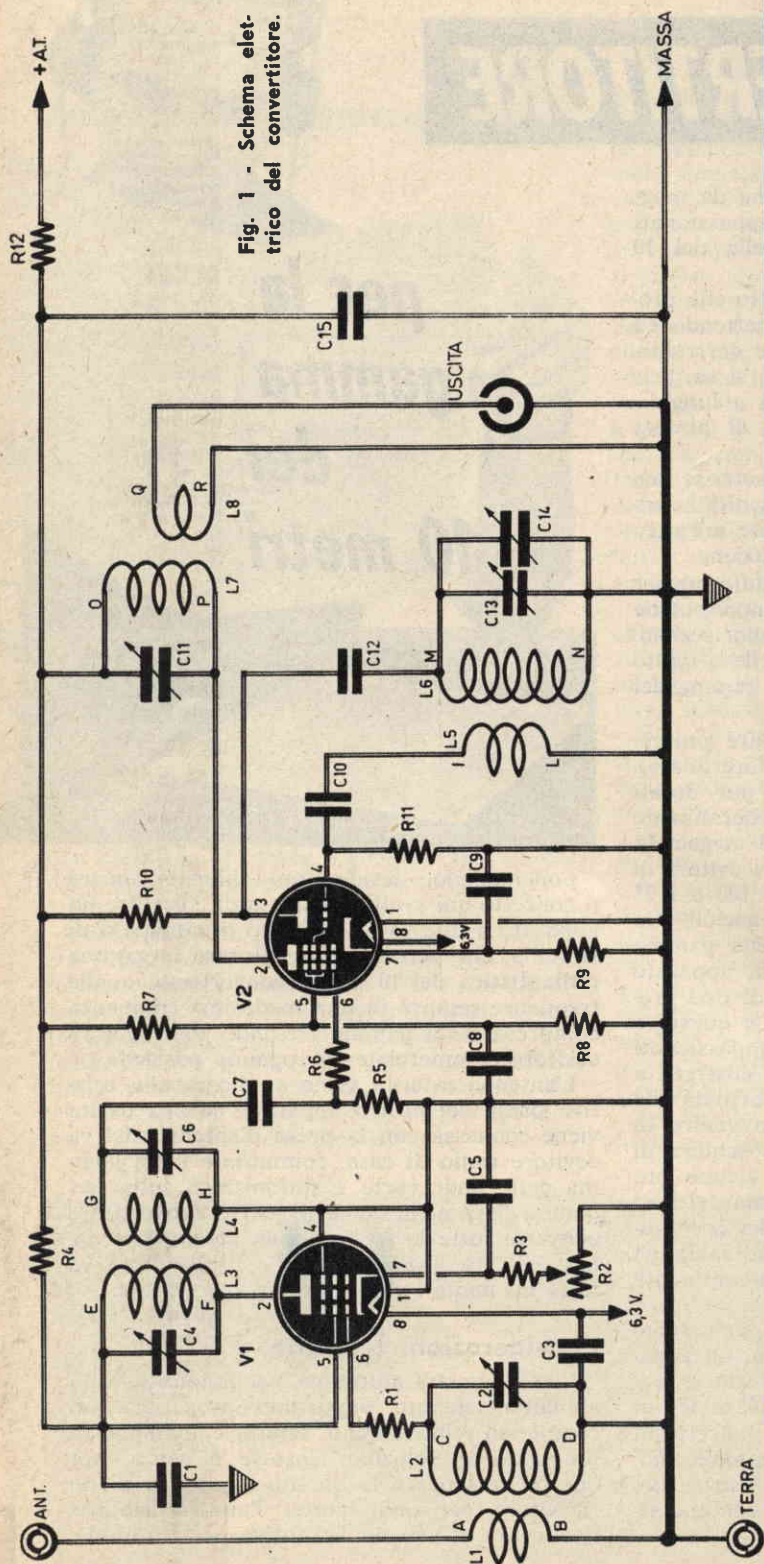 Fig. 1 - Schema elet-
trico del convertitore.
ANT.
+A.T.
R12
R4
R7
R10
C1
E
F
C4
L3
G
H
C6
L4
C7
R5
R6
V1
2
4
5
6
7
1
8
V2
2
3
4
5
6
7
8
1
6,3V
C11
O
P
L7
Q
R
L8
C15
USCITA
C12
L6
M
N
C13
C14
L5
I
L
C10
R11
C9
R9
C8
R8
C5
R3
R2
6,3 V.
R1
C
D
L2
C2
C3
L1
A
B
TERRA
MASSA